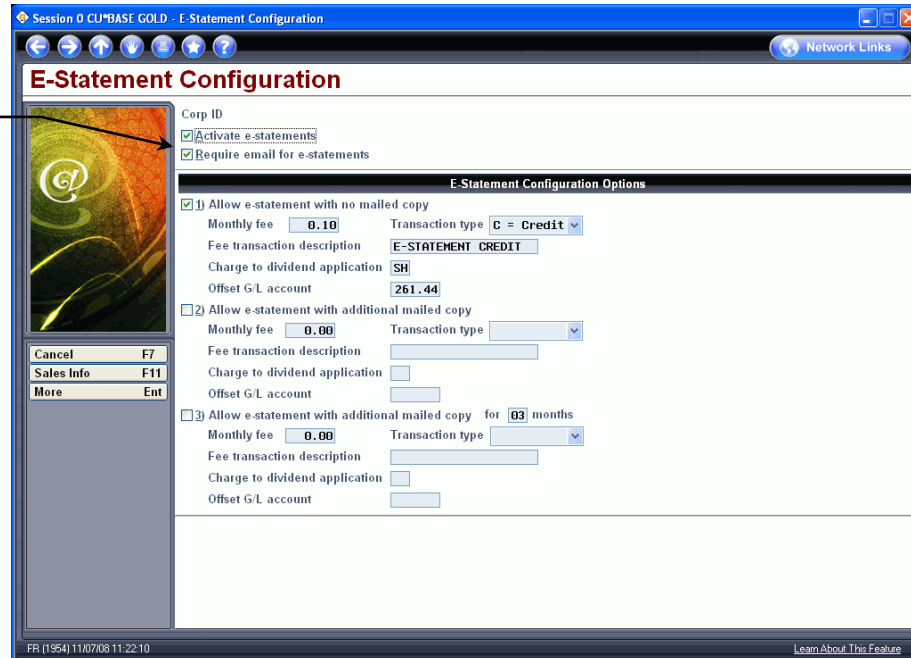 Session 0 CU*BASE GOLD - E-Statement Configuration
Network Links
E-Statement Configuration
@
Corp ID
Activate e-statements
Require email for e-statements
E-Statement Configuration Options
1) Allow e-statement with no mailed copy
Monthly fee 0.10 Transaction type C = Credit
Fee transaction description E-STATEMENT CREDIT
Charge to dividend application SH
Offset G/L account 261.44
2) Allow e-statement with additional mailed copy
Monthly fee 0.00 Transaction type
Fee transaction description
Charge to dividend application
Offset G/L account
3) Allow e-statement with additional mailed copy for 03 months
Monthly fee 0.00 Transaction type
Fee transaction description
Charge to dividend application
Offset G/L account
Cancel F7
Sales Info F11
More Ent
FR (1954) 11/07/08 11:22:10
Learn About This Feature